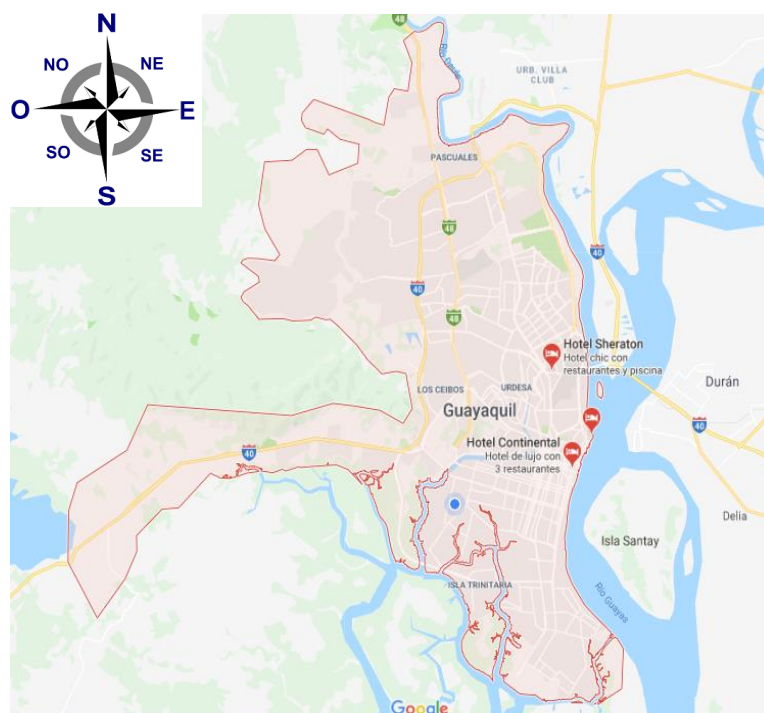 N
NO
NE
O
E
SO
SE
S
48
Río Daule
URB. VILLA
CLUB
PASCUALES
48
40
40
48
Hotel Sheraton
Hotel chic con
restaurantes y piscina
LOS CEIBOS
URDESA
Durán
Guayaquil
40
Hotel Continental
Hotel de lujo con
3 restaurantes
40
Delia
Isla Santay
ISLA TRINITARIA
Río Guayas
Google